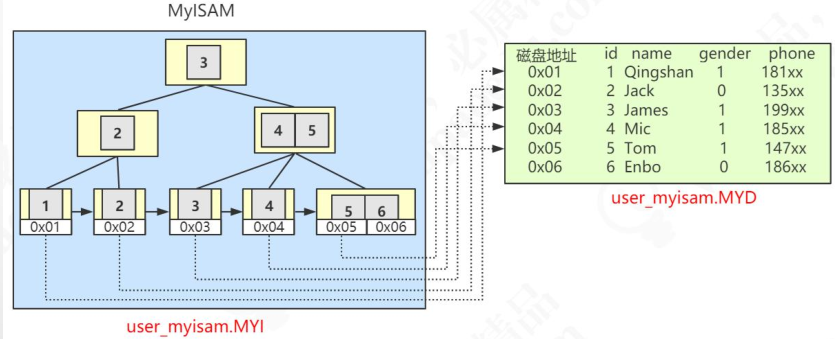 MyISAM
3
2
4 5
1 2 3 4 5 6
0x01 0x02 0x03 0x04 0x05 0x06
user_myisam.MYI
磁盘地址 id name gender phone
0x01 1 Qingshan 1 181xx
0x02 2 Jack 0 135xx
0x03 3 James 1 199xx
0x04 4 Mic 1 185xx
0x05 5 Tom 1 147xx
0x06 6 Enbo 0 186xx
user_myisam.MYD